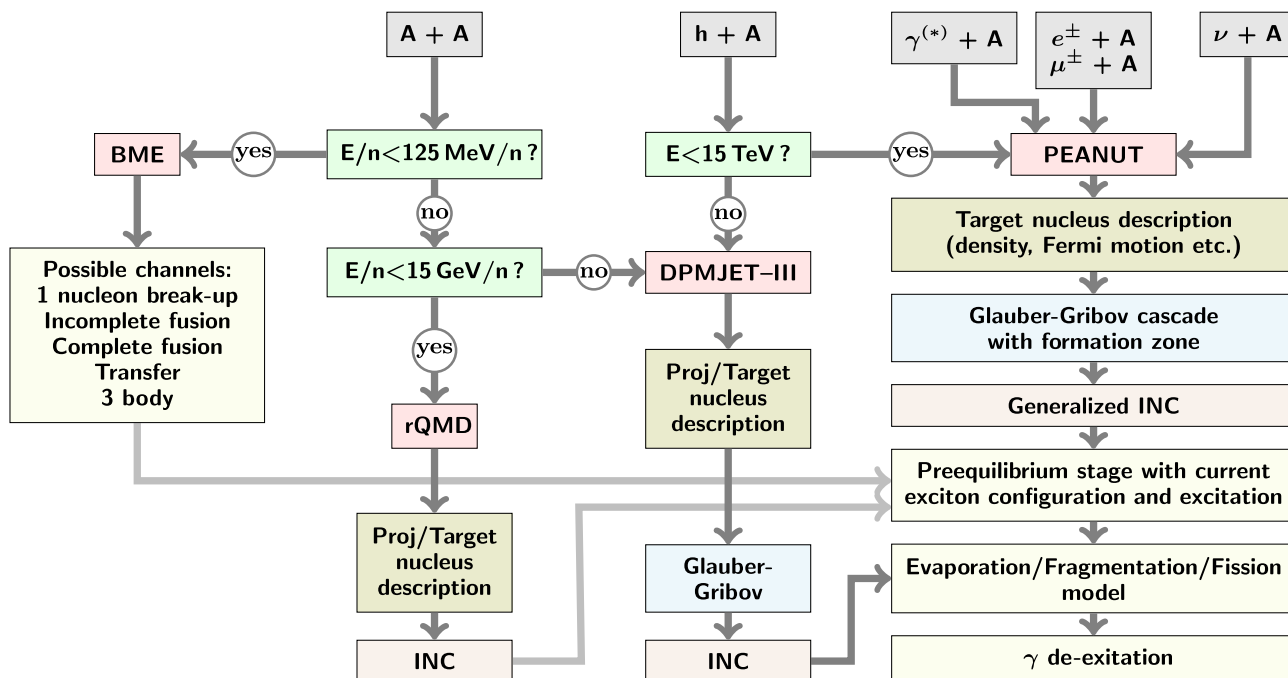 A + A
h + A
γ(*) + A
e± + A
μ± + A
ν + A
BME
yes
E/n<125 MeV/n ?
E<15 TeV ?
yes
PEANUT
no
no
Target nucleus description
(density, Fermi motion etc.)
Possible channels:
1 nucleon break-up
Incomplete fusion
Complete fusion
Transfer
3 body
E/n<15 GeV/n ?
no
DPMJET–III
Glauber-Gribov cascade
with formation zone
yes
Proj/Target
nucleus
description
Generalized INC
rQMD
Preequilibrium stage with current
exciton configuration and excitation
Proj/Target
nucleus
description
Glauber-
Gribov
Evaporation/Fragmentation/Fission
model
INC
INC
γ de-exitation